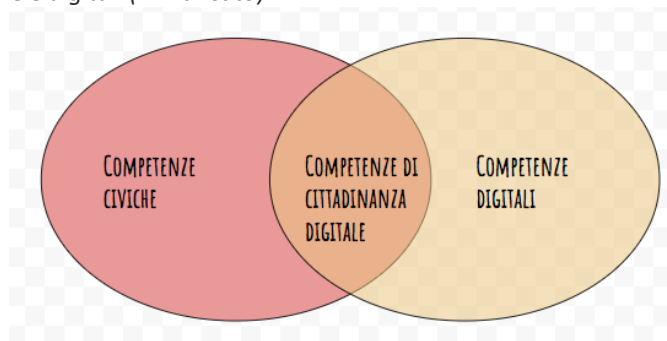 Competenze
civiche
Competenze di
cittadinanza
digitale
Competenze
digitali